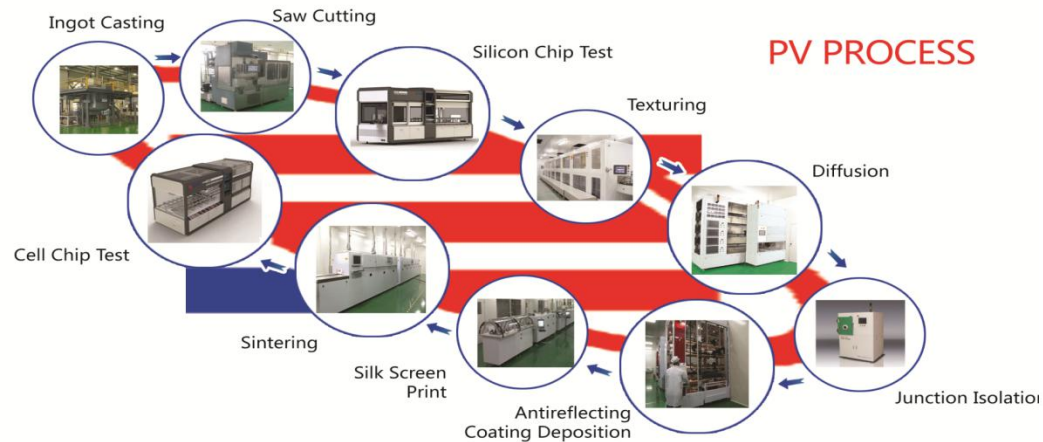 Ingot Casting
Saw Cutting
Silicon Chip Test
PV PROCESS
Texturing
Diffusion
Junction Isolation
Antireflecting
Coating Deposition
Silk Screen
Print
Sintering
Cell Chip Test